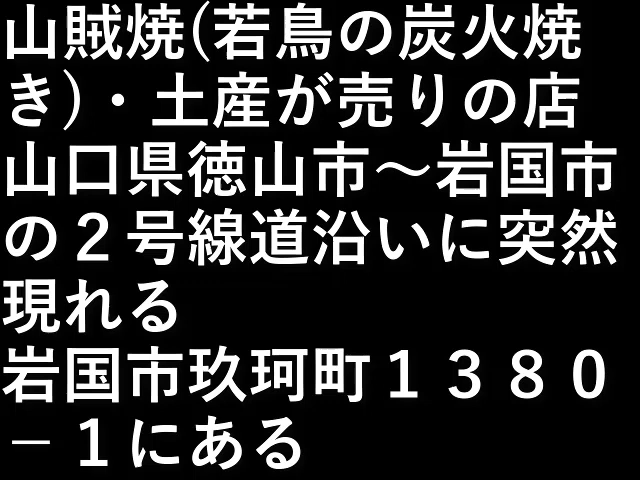 山賊焼(若鳥の炭火焼
き)・土産が売りの店
山口県徳山市～岩国市
の２号線道沿いに突然
現れる
岩国市玖珂町１３８０
－１にある